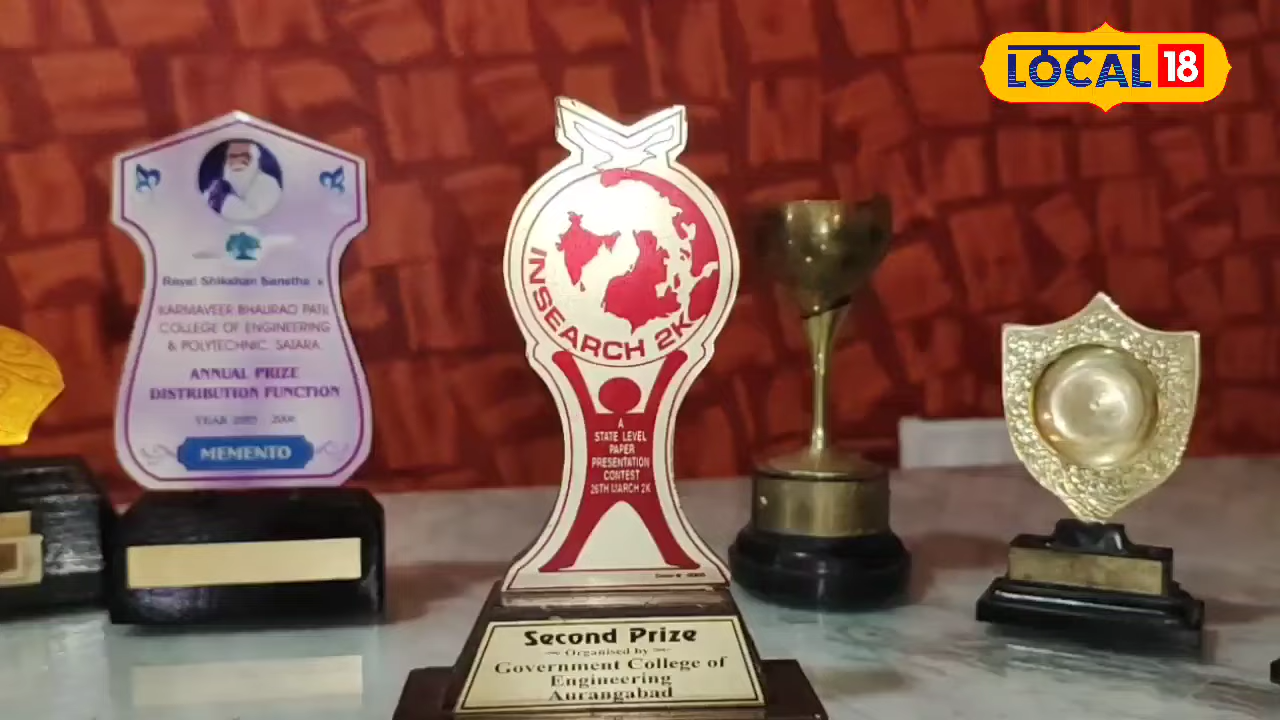 LOCAL 18
Rayat Shikshan Sanstha's
KARMAVEER BHAURAO PATIL
COLLEGE OF ENGINEERING
& POLYTECHNIC, SATARA
ANNUAL PRIZE
DISTRIBUTION FUNCTION
YEAR
MEMENTO
INSEARCH 2K
A
STATE LEVEL
PAPER
PRESENTATION
CONTEST
26TH MARCH 2K
Second Prize
Organised by
Government College of
Engineering
Aurangabad